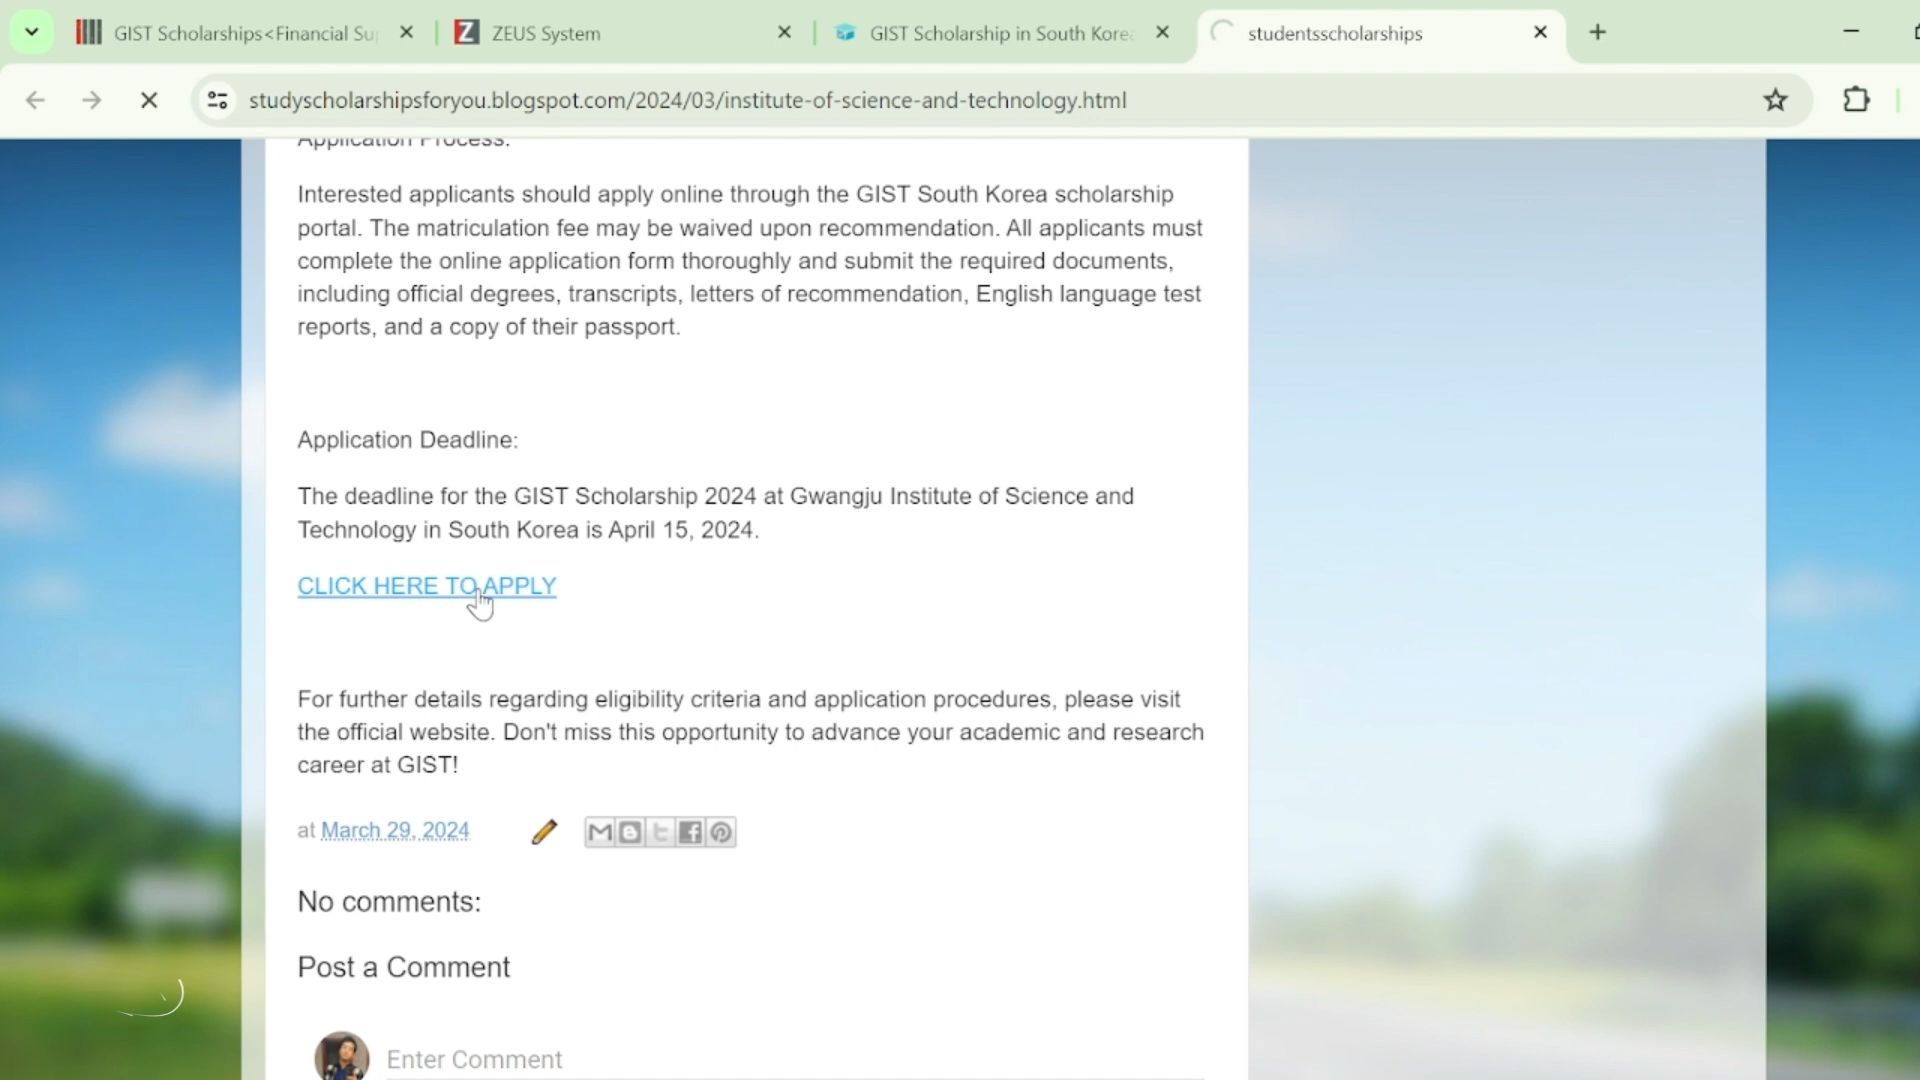 GIST Scholarships<Financial Su
ZEUS System
GIST Scholarship in South Kore
studentsscholarships
studyscholarshipsforyou.blogspot.com/2024/03/institute-of-science-and-technology.html
Application Process:
Interested applicants should apply online through the GIST South Korea scholarship
portal. The matriculation fee may be waived upon recommendation. All applicants must
complete the online application form thoroughly and submit the required documents,
including official degrees, transcripts, letters of recommendation, English language test
reports, and a copy of their passport.
Application Deadline:
The deadline for the GIST Scholarship 2024 at Gwangju Institute of Science and
Technology in South Korea is April 15, 2024.
CLICK HERE TO APPLY
For further details regarding eligibility criteria and application procedures, please visit
the official website. Don't miss this opportunity to advance your academic and research
career at GIST!
at March 29, 2024
No comments:
Post a Comment
Enter Comment